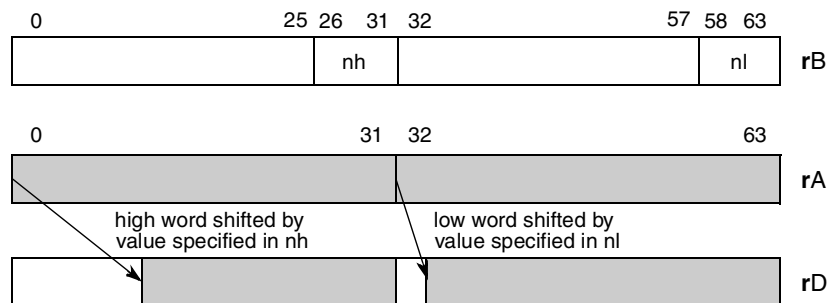 0 25 26 31 32 57 58 63
nh nl rB
0 31 32 63
rA
high word shifted by low word shifted by
value specified in nh value specified in nl
rD